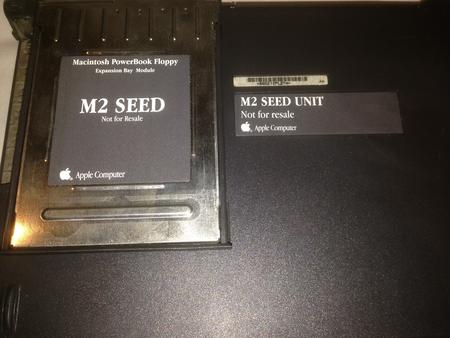 Macintosh PowerBook Floppy
Expansion Bay Module
M2 SEED
Not for Resale
Apple Computer
M2 SEED UNIT
Not for resale
Apple Computer